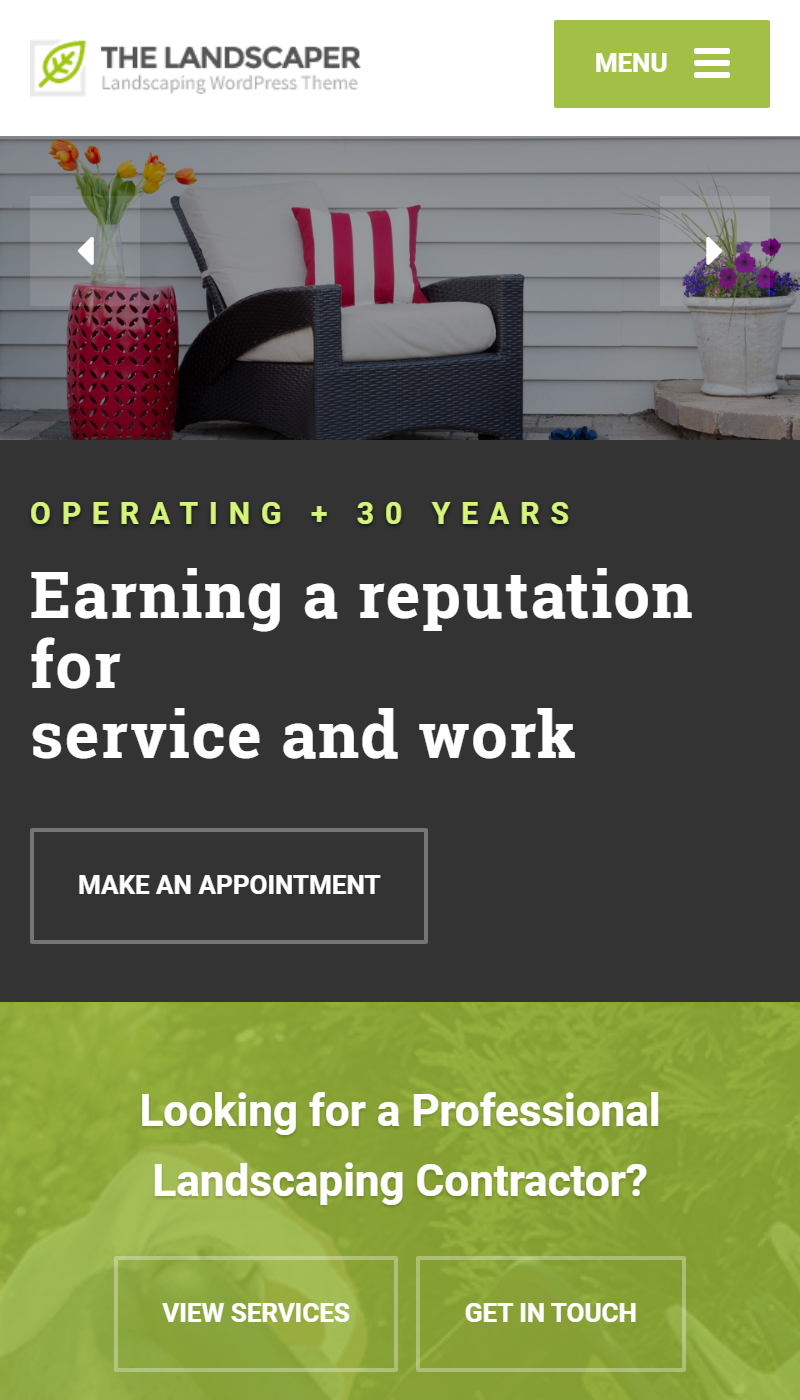 THE LANDSCAPER
Landscaping WordPress Theme
MENU
OPERATING + 30 YEARS
Earning a reputation
for
service and work
MAKE AN APPOINTMENT
Looking for a Professional
Landscaping Contractor?
VIEW SERVICES
GET IN TOUCH